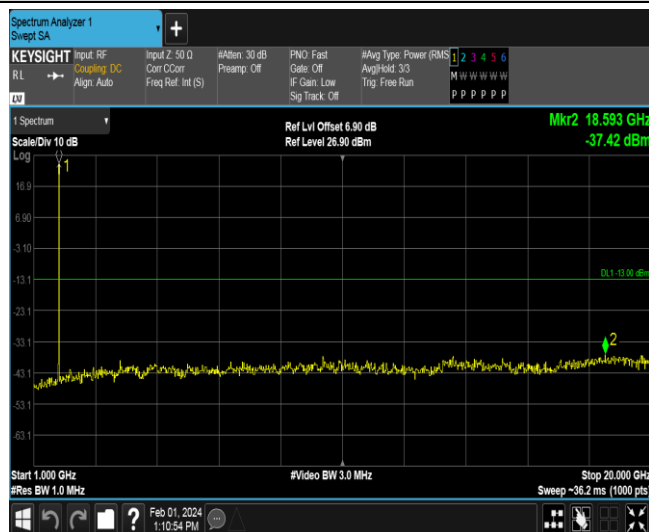 Spectrum Analyzer 1
Swept SA
+
KEYSIGHT Input: RF Input Z: 50 Ω #Atten: 30 dB PNO: Fast #Avg Type: Power (RMS 1 2 3 4 5 6
RL Coupling: DC Corr CCorr Preamp: Off Gate: Off Avg|Hold: 3/3 M W W W W W
Align: Auto Freq Ref: Int (S) IF Gain: Low Trig: Free Run P P P P P P
LXI Sig Track: Off
1 Spectrum Ref Lvl Offset 6.90 dB Mkr2 18.593 GHz
Scale/Div 10 dB Ref Level 26.90 dBm -37.42 dBm
Log 1
16.9
6.90
-3.10
-13.1 DL1 -13.00 dBm
-23.1
-33.1 2
-43.1
-53.1
-63.1
Start 1.000 GHz #Video BW 3.0 MHz Stop 20.000 GHz
#Res BW 1.0 MHz Sweep ~36.2 ms (1000 pts)
? Feb 01, 2024
1:10:54 PM